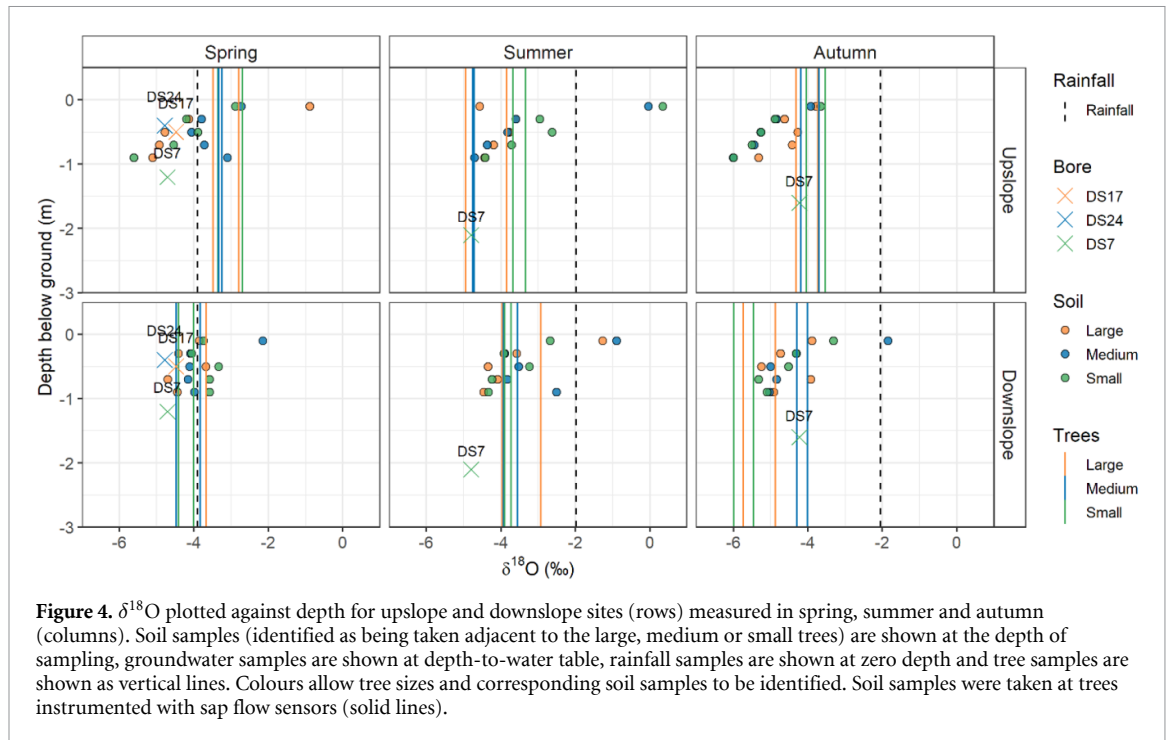 Spring
Summer
Autumn
DS24
DS17
DS7
0
-1
-2
-3
DS7
DS7
Upslope
Depth below ground (m)
DS24
DS17
DS7
0
-1
-2
-3
DS7
DS7
Downslope
-6 -4 -2 0
-6 -4 -2 0
-6 -4 -2 0
δ18O (‰)
Rainfall
Rainfall
Bore
DS17
DS24
DS7
Soil
Large
Medium
Small
Trees
Large
Medium
Small
Figure 4. δ18O plotted against depth for upslope and downslope sites (rows) measured in spring, summer and autumn
(columns). Soil samples (identified as being taken adjacent to the large, medium or small trees) are shown at the depth of
sampling, groundwater samples are shown at depth-to-water table, rainfall samples are shown at zero depth and tree samples are
shown as vertical lines. Colours allow tree sizes and corresponding soil samples to be identified. Soil samples were taken at trees
instrumented with sap flow sensors (solid lines).